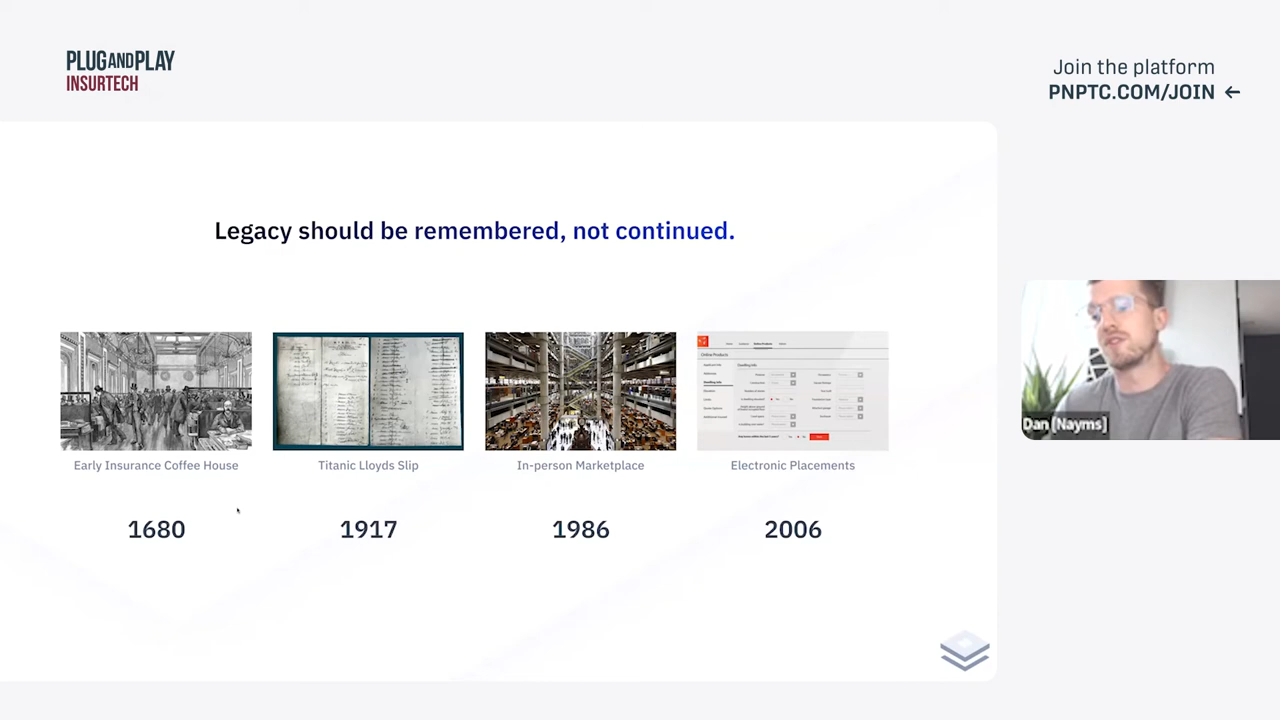 PLUGANDPLAY
INSURTECH
Join the platform
PNPTC.COM/JOIN ←
Legacy should be remembered, not continued.
Early Insurance Coffee House
Titanic Lloyds Slip
In-person Marketplace
Electronic Placements
1680
1917
1986
2006
Dan [Nayms]